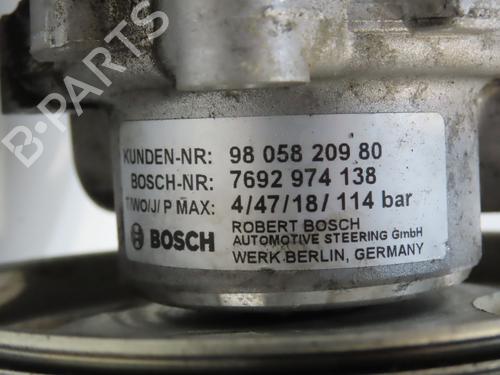 B-PARTS
KUNDEN-NR: 98 058 209 80
BOSCH-NR: 7692 974 138
T/WO/J/P MAX: 4/47/18/114 bar
BOSCH
ROBERT BOSCH
AUTOMOTIVE STEERING GmbH
WERK BERLIN, GERMANY